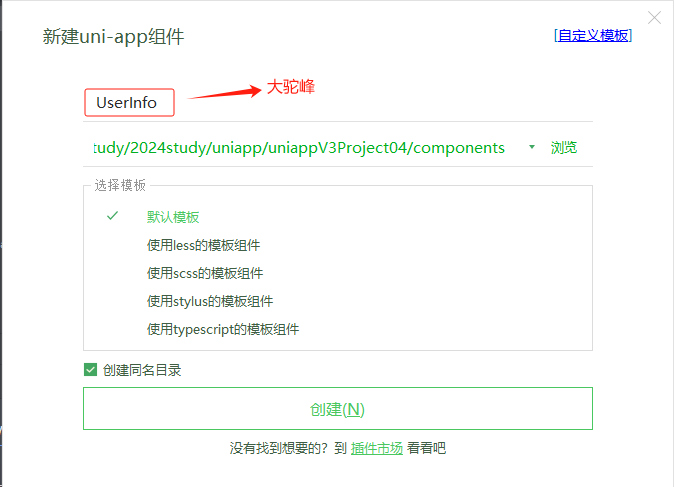 新建uni-app组件
[自定义模板]
UserInfo
大驼峰
tudy/2024study/uniapp/uniappV3Project04/components
浏览
选择模板
默认模板
使用less的模板组件
使用scss的模板组件
使用stylus的模板组件
使用typescript的模板组件
创建同名目录
创建(N)
没有找到想要的？到 插件市场 看看吧